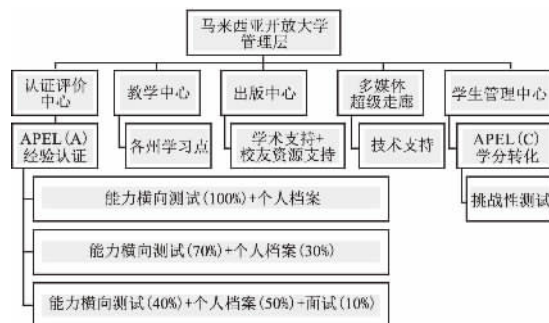 马来西亚开放大学
管理层
认证评价
中心
教学中心
出版中心
多媒体
超级走廊
学生管理中心
APEL(A)
经验认证
各州学习点
学术支持+
校友资源支持
技术支持
APEL(C)
学分转化
能力横向测试(100%)+个人档案
挑战性测试
能力横向测试(70%)+个人档案(30%)
能力横向测试(40%)+个人档案(50%)+面试(10%)